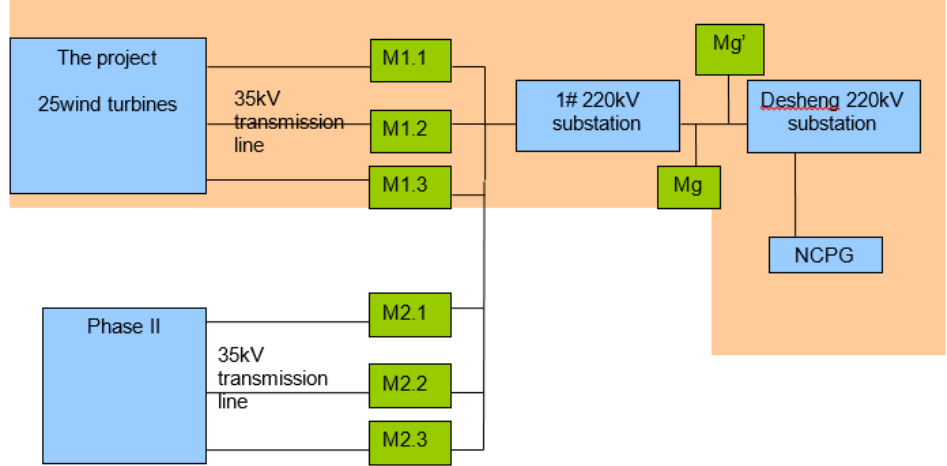 The project
25wind turbines
35kV
transmission
line
M1.1
M1.2
M1.3
1# 220kV
substation
Mg’
Mg
Desheng 220kV
substation
NCPG
Phase II
35kV
transmission
line
M2.1
M2.2
M2.3